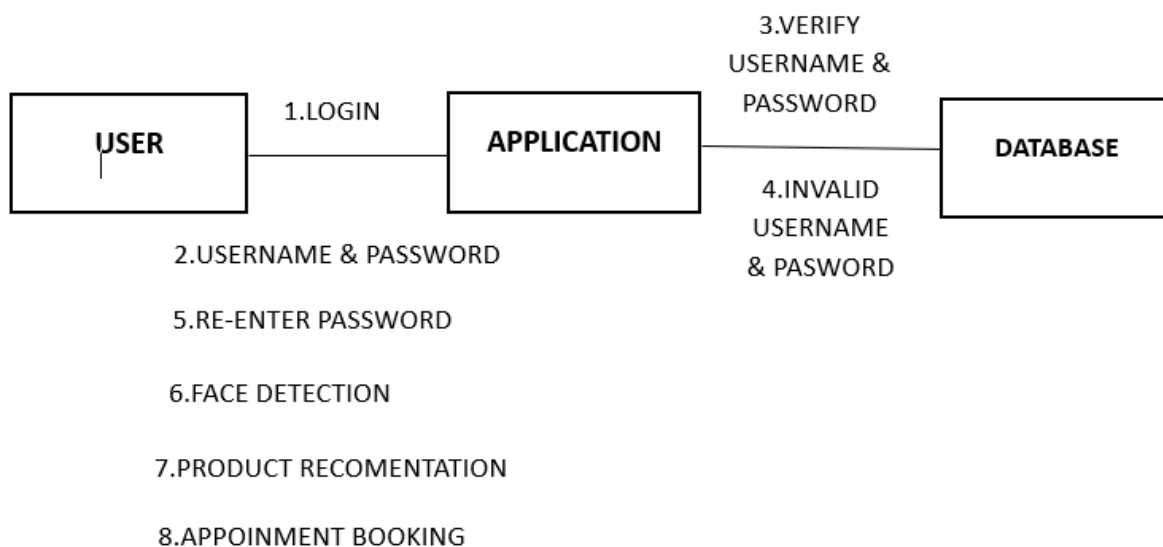 3.VERIFY
USERNAME &
PASSWORD
1.LOGIN
USER
APPLICATION
DATABASE
4.INVALID
USERNAME
& PASWORD
2.USERNAME & PASSWORD
5.RE-ENTER PASSWORD
6.FACE DETECTION
7.PRODUCT RECOMENTATION
8.APPOINMENT BOOKING